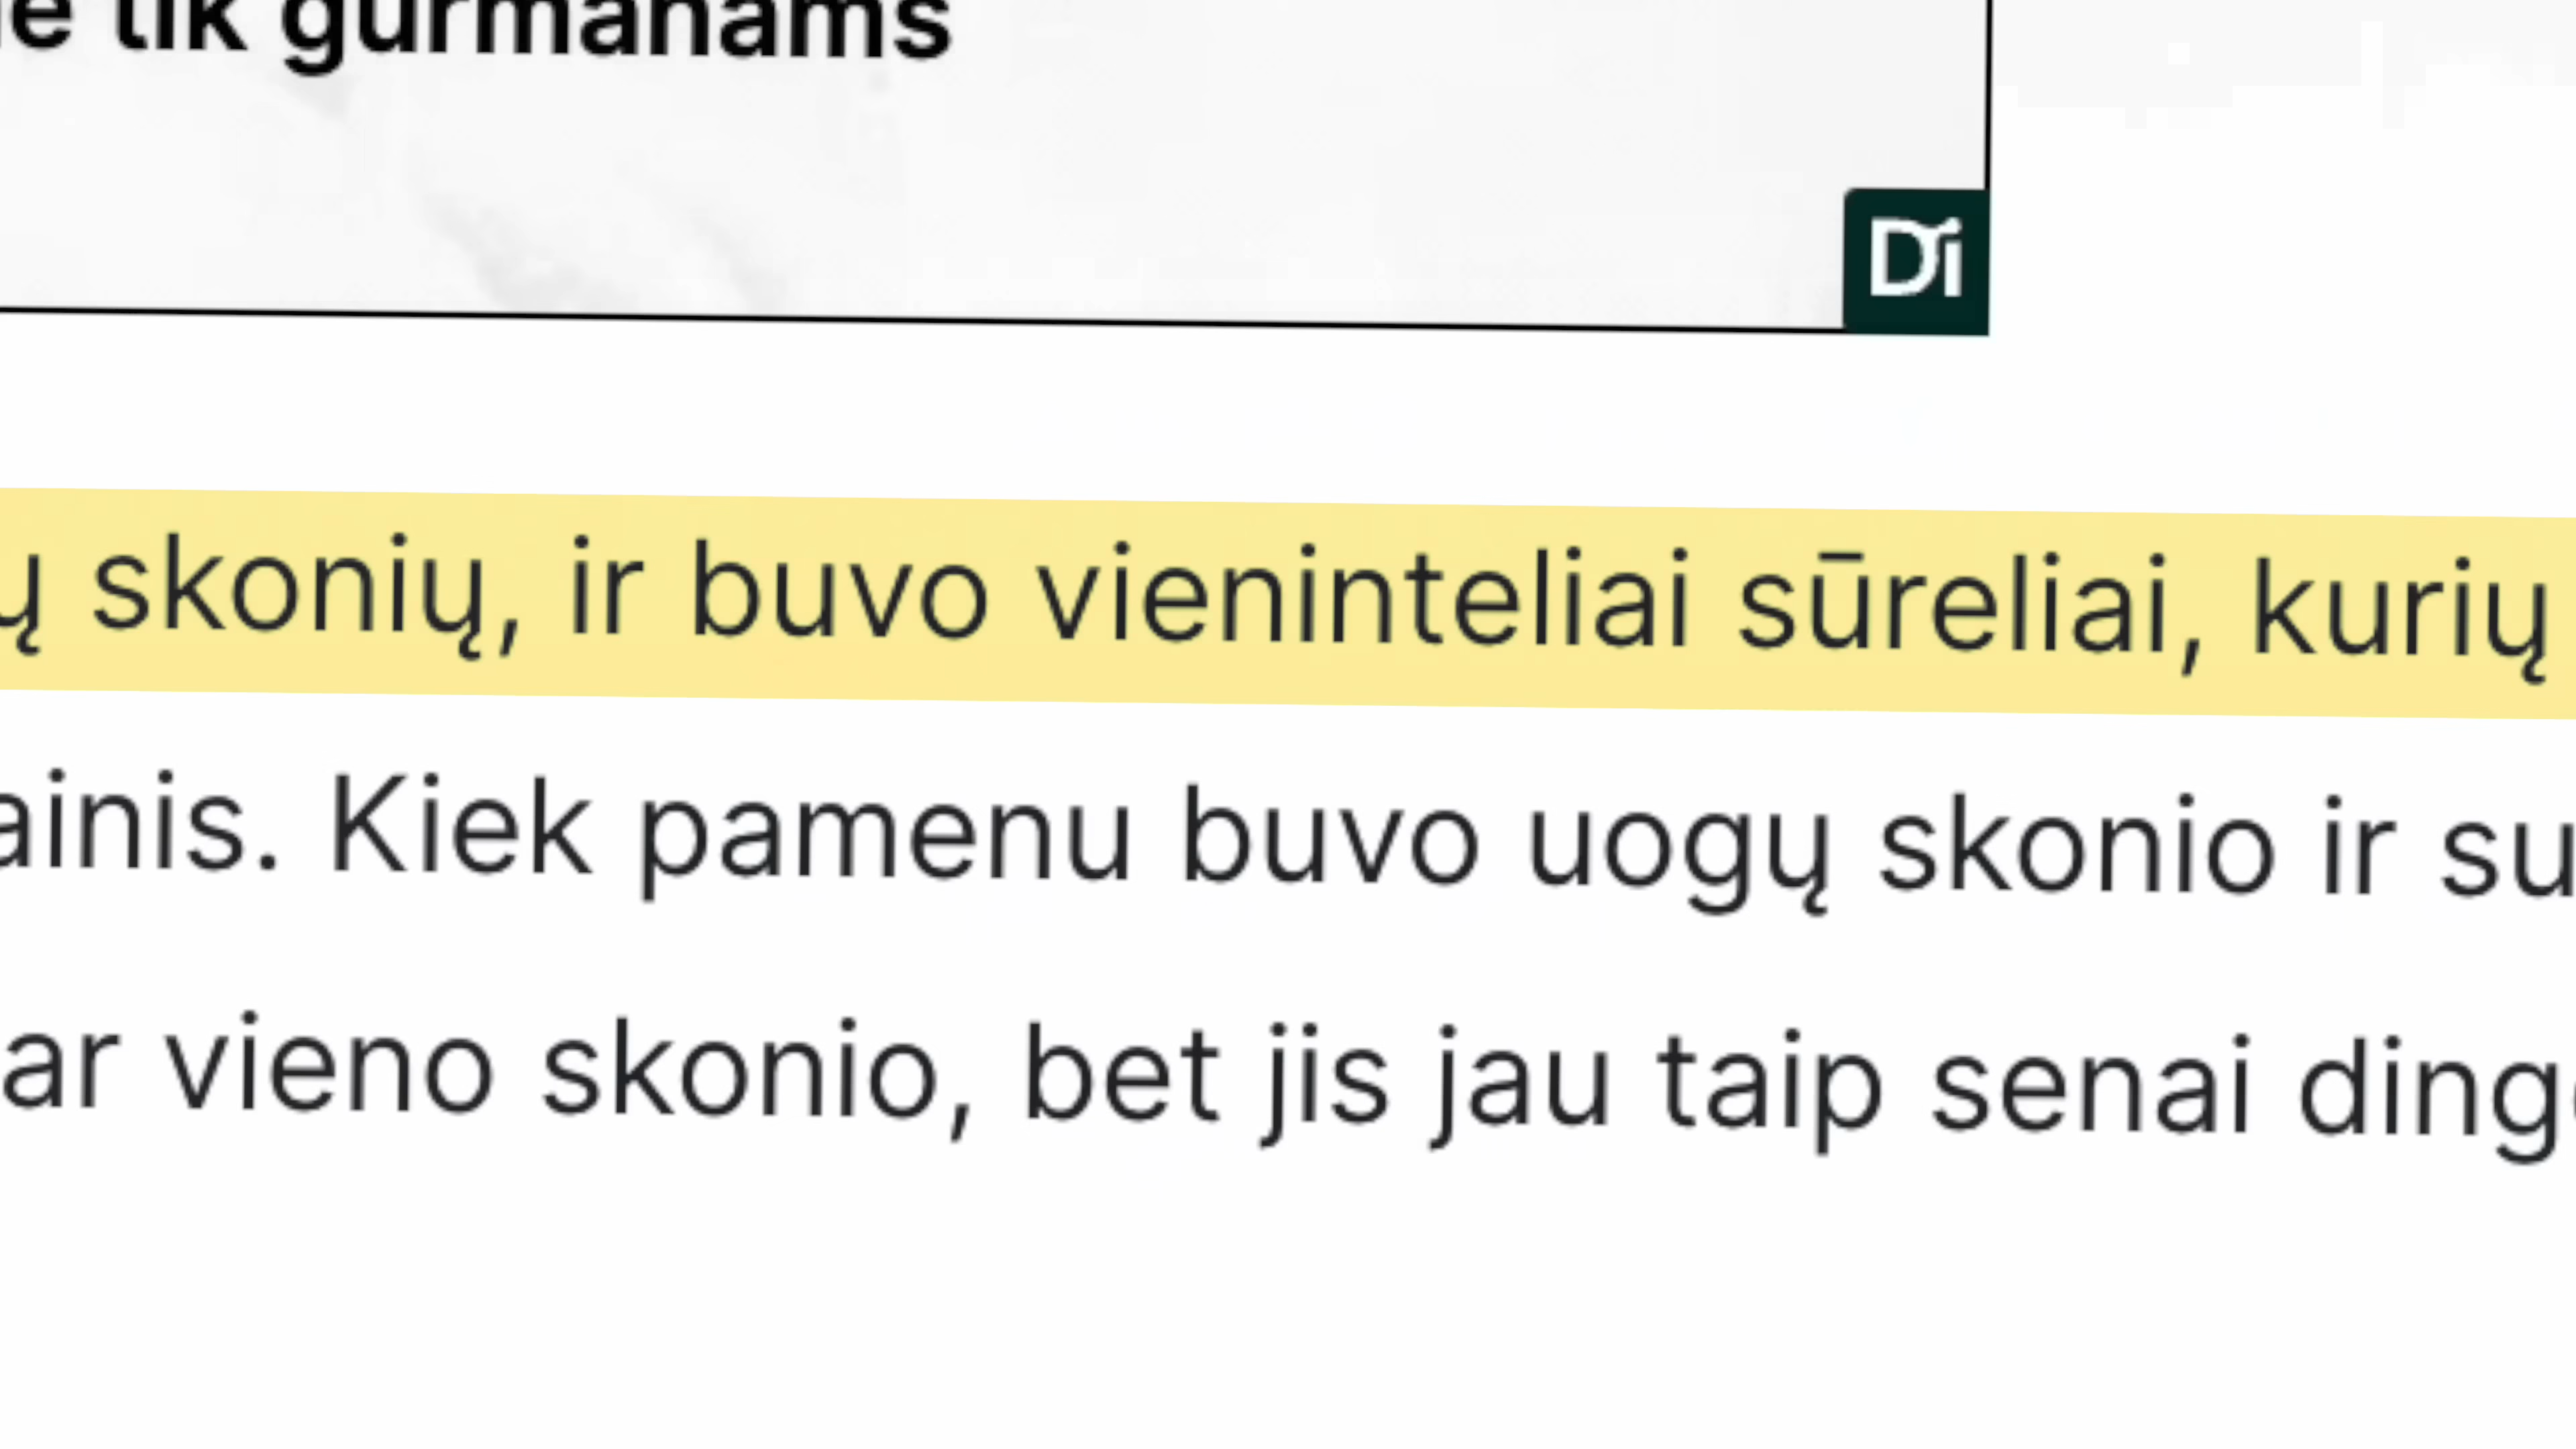 tik gurmanams
Di
skonių, ir buvo vieninteliai sūreliai, kurių
ainis. Kiek pamenu buvo uogų skonio ir su
ar vieno skonio, bet jis jau taip senai ding